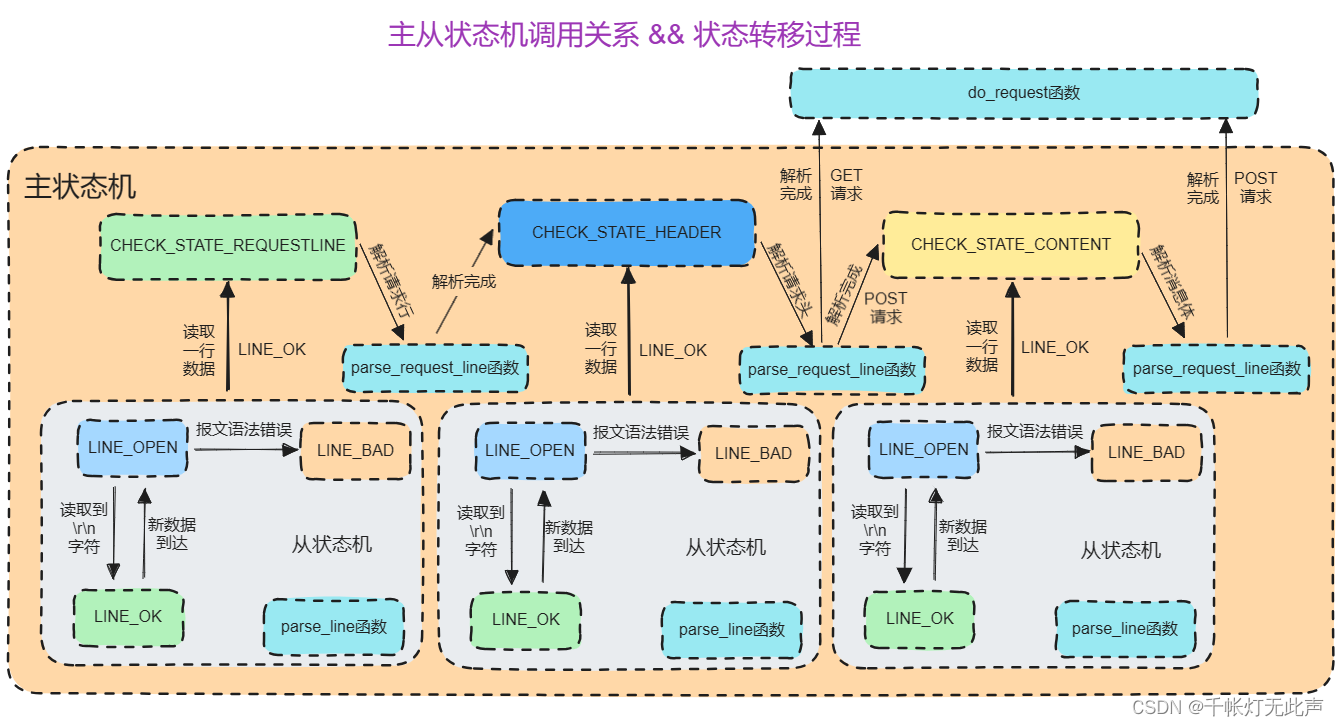 主从状态机调用关系 && 状态转移过程
do_request函数
主状态机
解析
完成
GET
请求
解析
完成
POST
请求
CHECK_STATE_REQUESTLINE
解析请求行
解析完成
CHECK_STATE_HEADER
解析请求头
解析完成
POST
请求
CHECK_STATE_CONTENT
解析消息体
读取
一行
数据
LINE_OK
parse_request_line函数
读取
一行
数据
LINE_OK
parse_request_line函数
读取
一行
数据
LINE_OK
parse_request_line函数
LINE_OPEN
报文语法错误
LINE_BAD
读取到
\r\n
字符
新数据
到达
从状态机
LINE_OK
parse_line函数
LINE_OPEN
报文语法错误
LINE_BAD
读取到
\r\n
字符
新数据
到达
从状态机
LINE_OK
parse_line函数
LINE_OPEN
报文语法错误
LINE_BAD
读取到
\r\n
字符
新数据
到达
从状态机
LINE_OK
parse_line函数
CSDN @千帐灯无此声